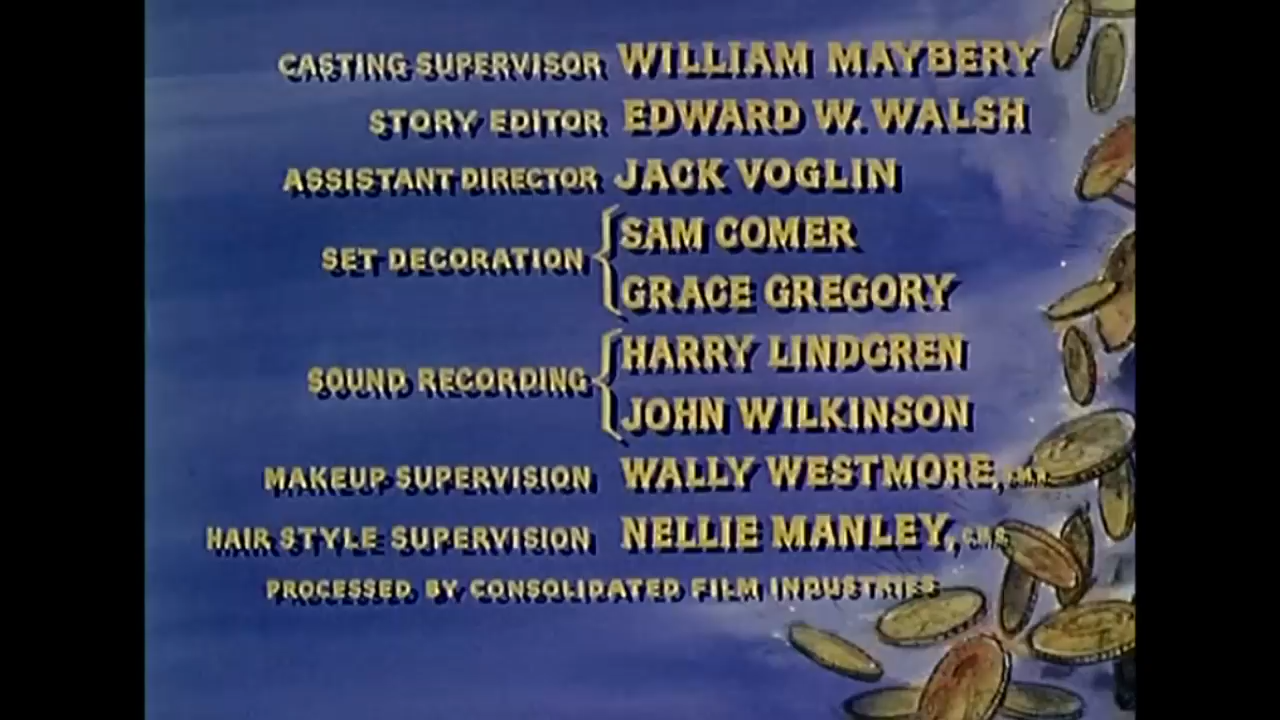 CASTING SUPERVISOR WILLIAM MAYBERY
STORY EDITOR EDWARD W. WALSH
ASSISTANT DIRECTOR JACK VOGLIN
SET DECORATION SAM COMER
GRACE GREGORY
SOUND RECORDING HARRY LINDGREN
JOHN WILKINSON
MAKEUP SUPERVISION WALLY WESTMORE,
HAIR STYLE SUPERVISION NELLIE MANLEY, C.H.S.
PROCESSED BY CONSOLIDATED FILM INDUSTRIES